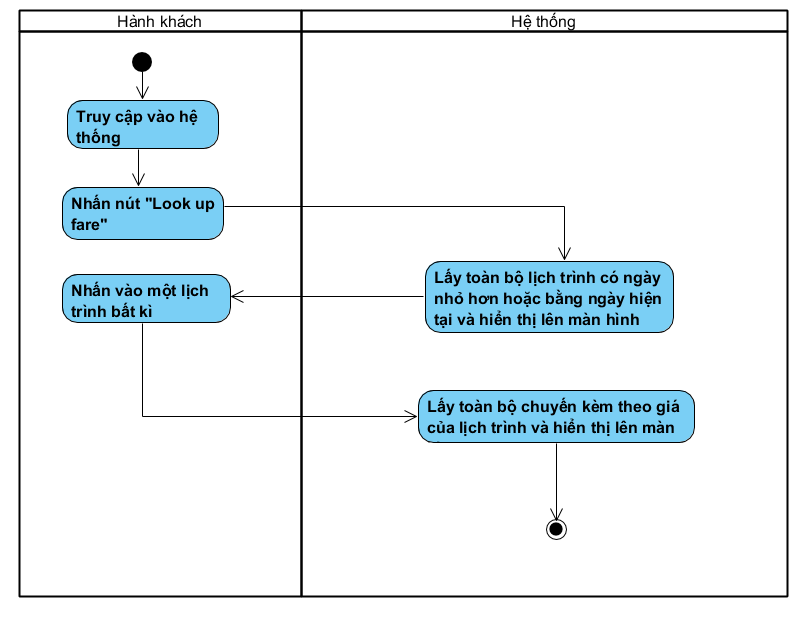 Hành khách
Hệ thống
Truy cập vào hệ
thống
Nhấn nút "Look up
fare"
Lấy toàn bộ lịch trình có ngày
nhỏ hơn hoặc bằng ngày hiện
tại và hiển thị lên màn hình
Nhấn vào một lịch
trình bất kì
Lấy toàn bộ chuyến kèm theo giá
của lịch trình và hiển thị lên màn